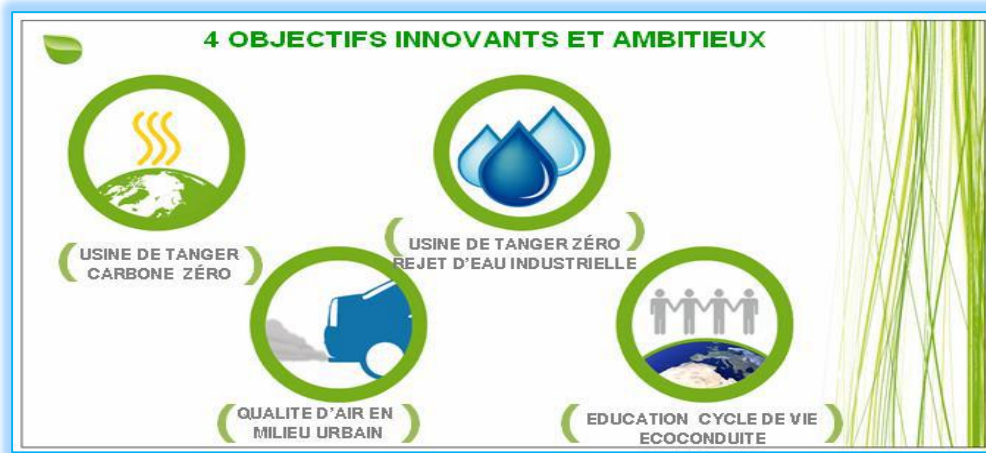 4 OBJECTIFS INNOVANTS ET AMBITIEUX
USINE DE TANGER
CARBONE ZÉRO
USINE DE TANGER ZÉRO
REJET D'EAU INDUSTRIELLE
QUALITE D'AIR EN
MILIEU URBAIN
EDUCATION CYCLE DE VIE
ECOCONDUITE